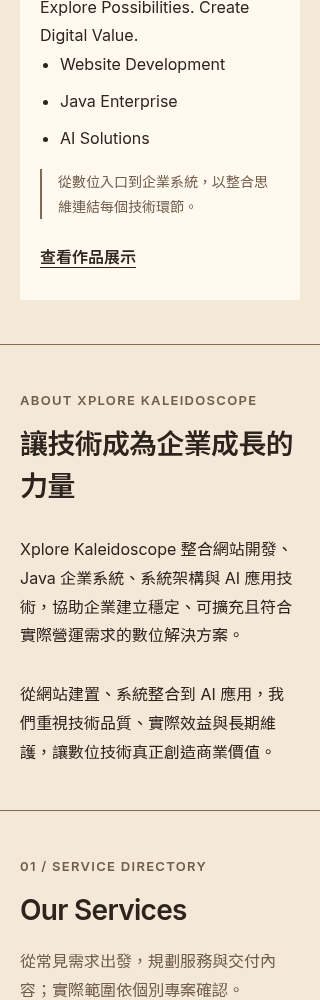 Explore Possibilities. Create
Digital Value.
Website Development
Java Enterprise
AI Solutions
從數位入口到企業系統，以整合思
維連結每個技術環節。
查看作品展示
ABOUT XPLORE KALEIDOSCOPE
讓技術成為企業成長的
力量
Xplore Kaleidoscope 整合網站開發、
Java 企業系統、系統架構與 AI 應用技
術，協助企業建立穩定、可擴充且符合
實際營運需求的數位解決方案。
從網站建置、系統整合到 AI 應用，我
們重視技術品質、實際效益與長期維
護，讓數位技術真正創造商業價值。
01 / SERVICE DIRECTORY
Our Services
從常見需求出發，規劃服務與交付內
容；實際範圍依個別專案確認。